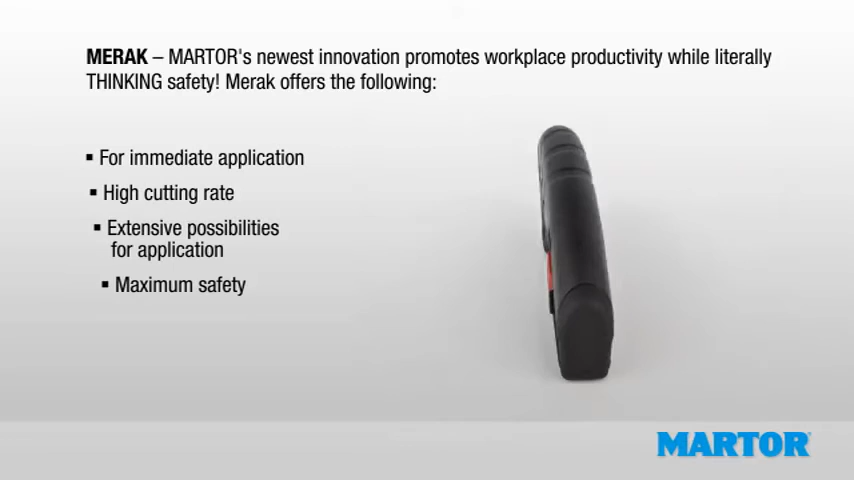 MERAK – MARTOR's newest innovation promotes workplace productivity while literally
THINKING safety! Merak offers the following:
▪ For immediate application
▪ High cutting rate
▪ Extensive possibilities
for application
▪ Maximum safety
MARTOR